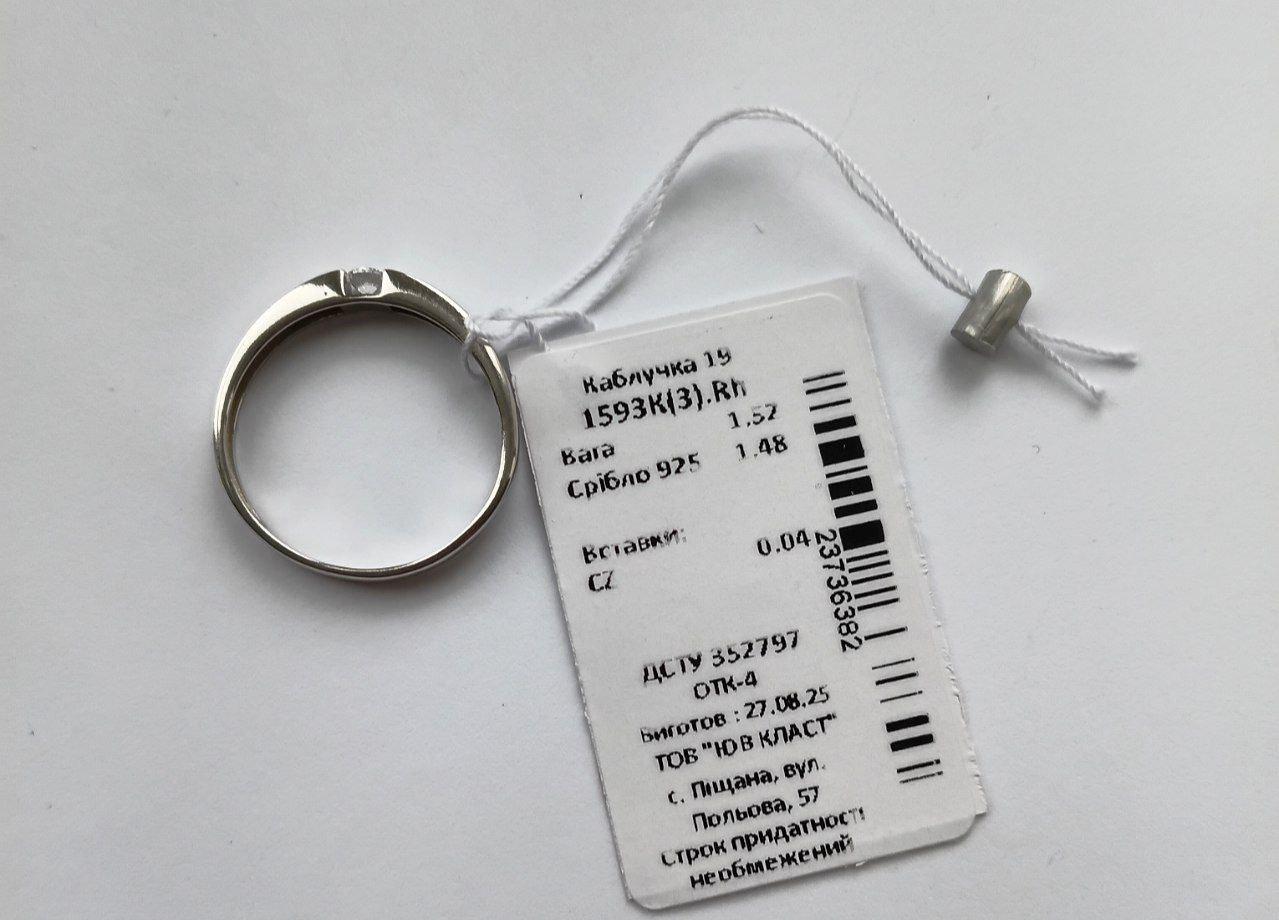 Каблучка 19
1593К(3).Rh
Вага 1.52
Срібло 925 1.48
Вставки:
CZ 0.04
ДСТУ 352797
ОТК-4
Виготов : 27.08.25
ТОВ "ЮВ КЛАСТ"
с. Піщана, вул.
Польова, 57
Строк придатності
необмежений
23736382